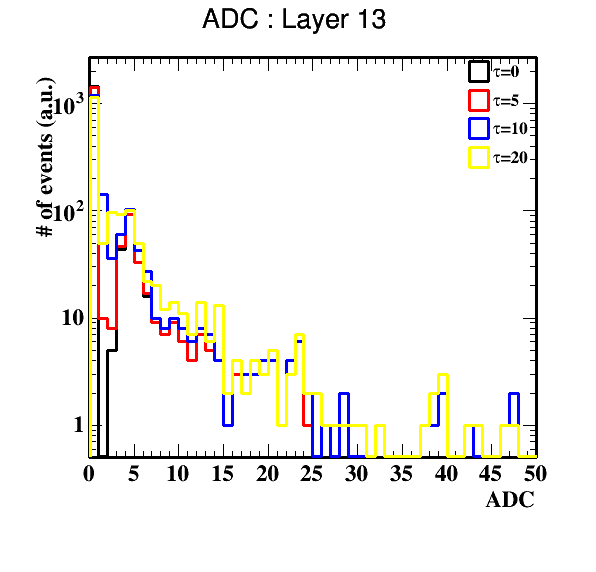 ADC : Layer 13
# of events (a.u.)
10³
10²
10
1
τ=0
τ=5
τ=10
τ=20
0 5 10 15 20 25 30 35 40 45 50
ADC